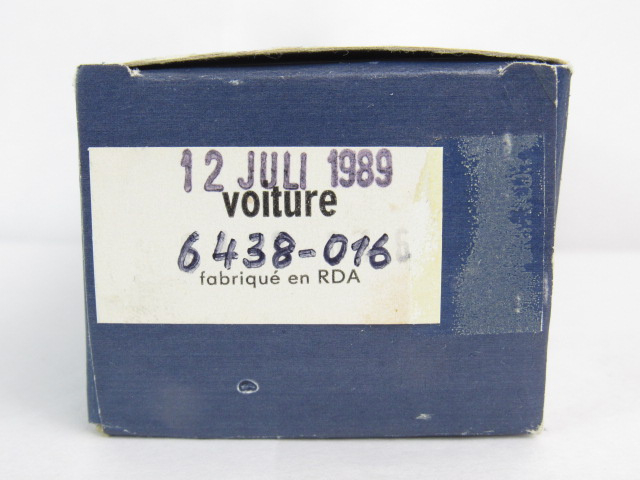 12 JULI 1989
voiture
6438-016
fabriqué en RDA